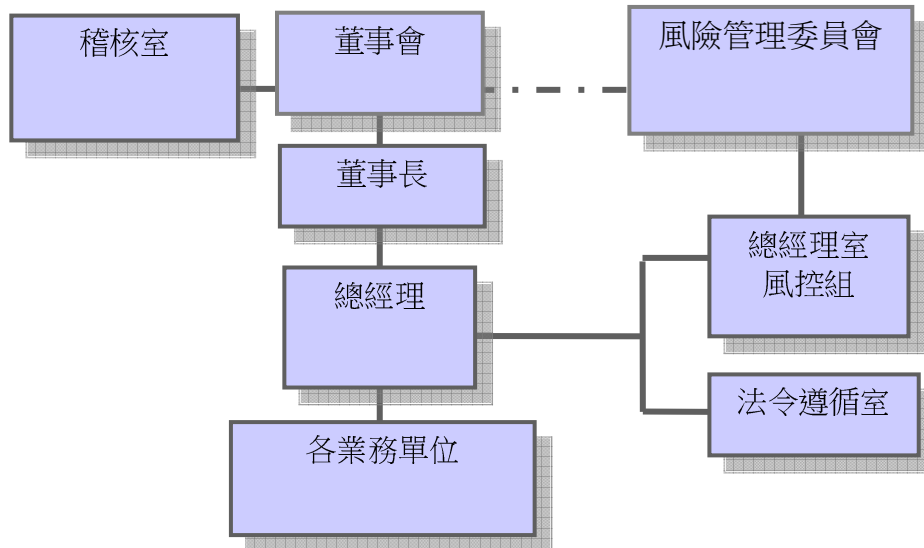 稽核室
董事會
風險管理委員會
董事長
總經理
總經理室
風控組
法令遵循室
各業務單位